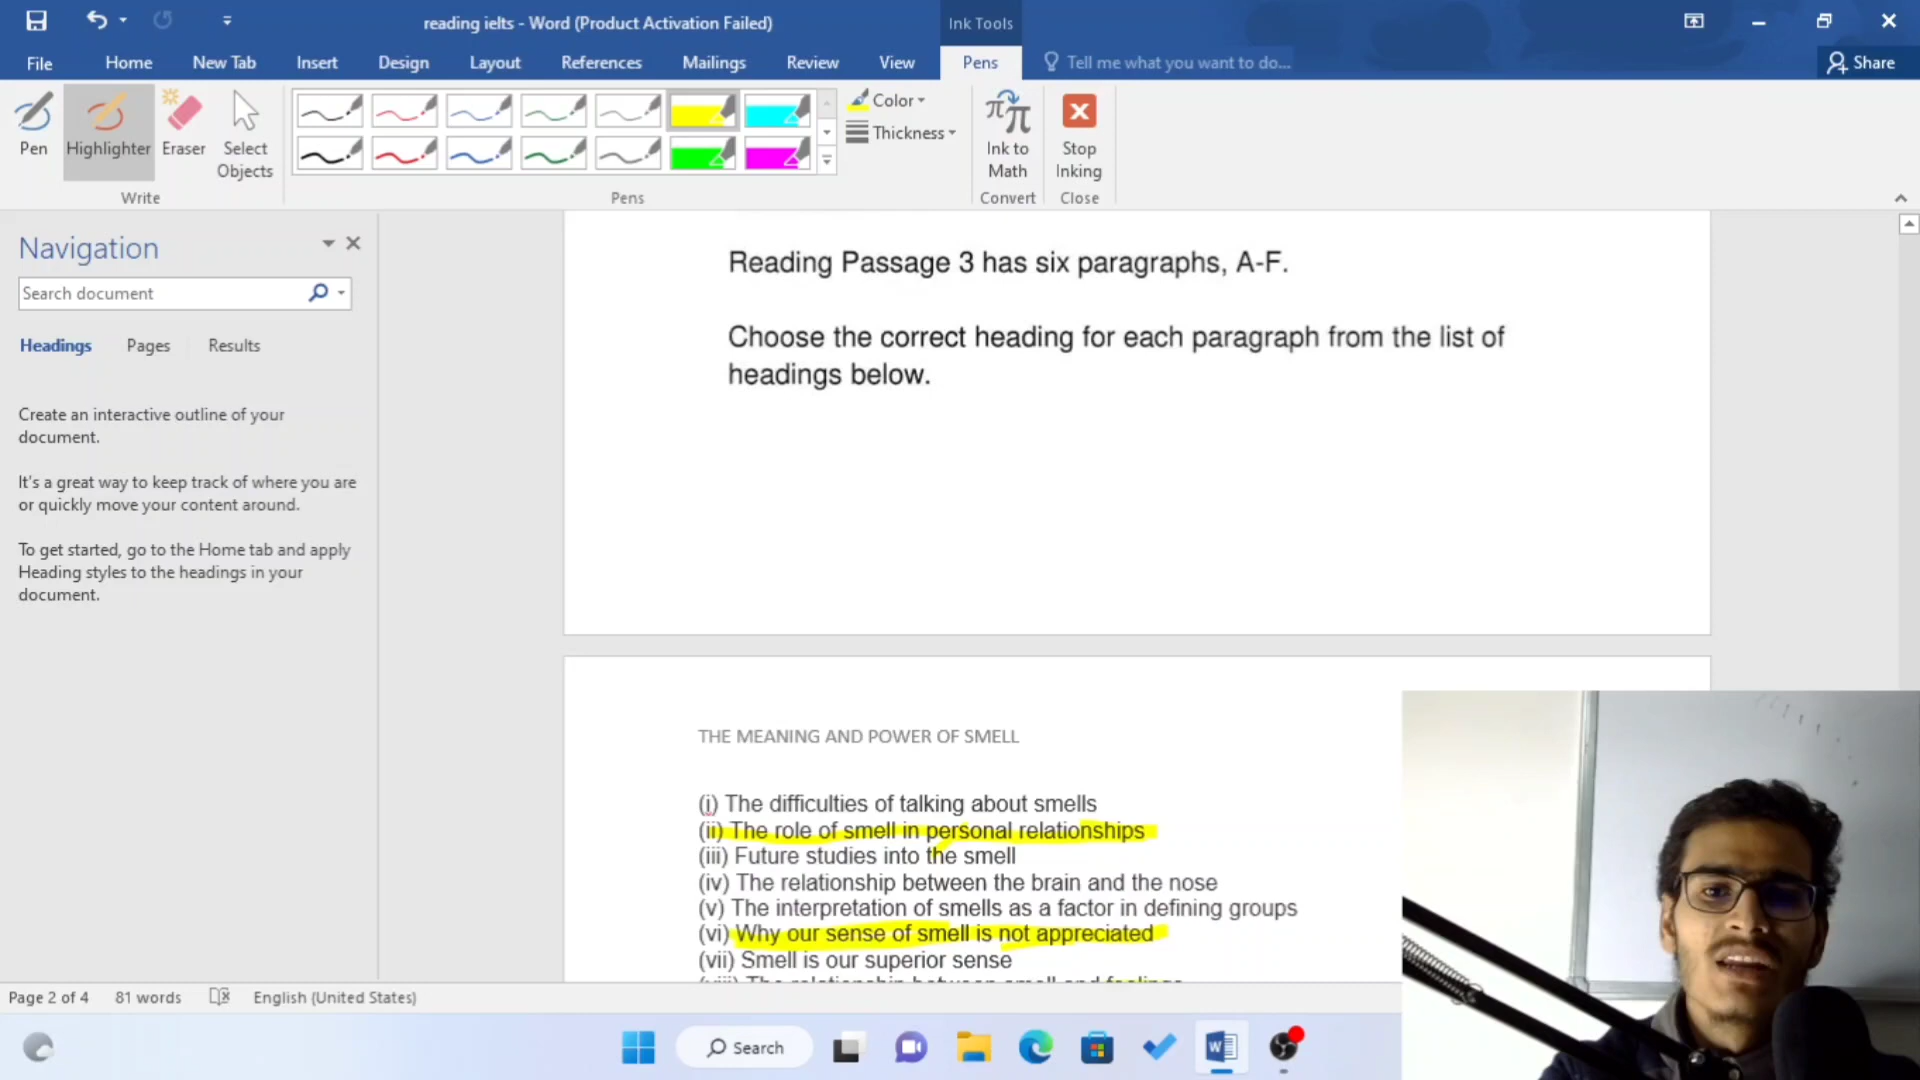 reading ielts - Word (Product Activation Failed)
Ink Tools
File
Home
New Tab
Insert
Design
Layout
References
Mailings
Review
View
Pens
Tell me what you want to do...
Share
Pen
Highlighter
Eraser
Select
Objects
Color
Thickness
Ink to
Math
Stop
Inking
Write
Pens
Convert
Close
Navigation
Search document
Headings
Pages
Results
Create an interactive outline of your
document.
It's a great way to keep track of where you are
or quickly move your content around.
To get started, go to the Home tab and apply
Heading styles to the headings in your
document.
Reading Passage 3 has six paragraphs, A-F.
Choose the correct heading for each paragraph from the list of
headings below.
THE MEANING AND POWER OF SMELL
(i) The difficulties of talking about smells
(ii) The role of smell in personal relationships
(iii) Future studies into the smell
(iv) The relationship between the brain and the nose
(v) The interpretation of smells as a factor in defining groups
(vi) Why our sense of smell is not appreciated
(vii) Smell is our superior sense
(viii) The relationship between smell and feelings
Page 2 of 4
81 words
English (United States)
Search